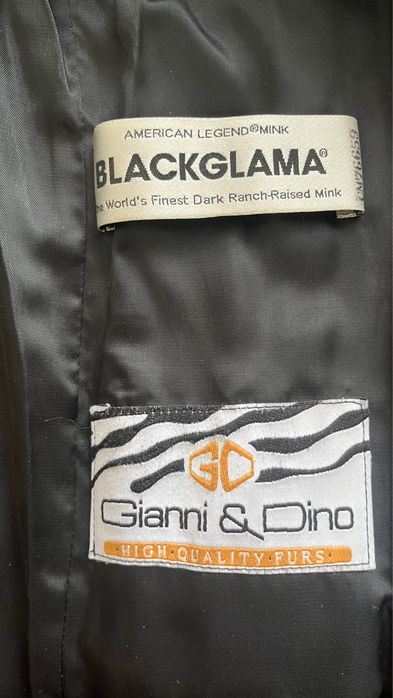 AMERICAN LEGEND®MINK
BLACKGLAMA®
The World's Finest Dark Ranch-Raised Mink
GD
Gianni & Dino
·HIGH·QUALITY·FURS·